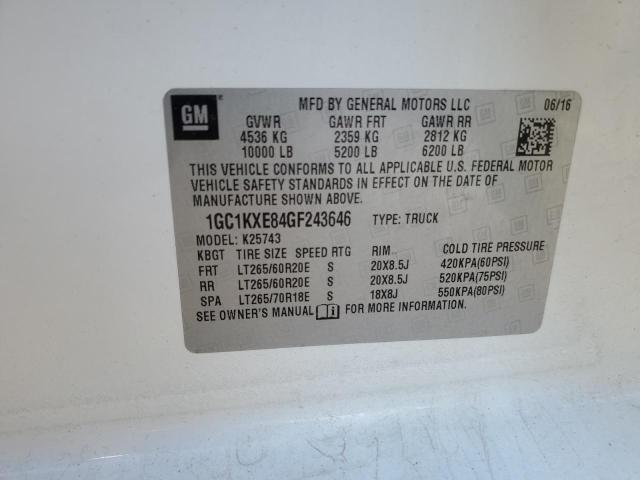 GM
MFD BY GENERAL MOTORS LLC 06/16
GVWR GAWR FRT GAWR RR
4536 KG 2359 KG 2812 KG
10000 LB 5200 LB 6200 LB
THIS VEHICLE CONFORMS TO ALL APPLICABLE U.S. FEDERAL MOTOR
VEHICLE SAFETY STANDARDS IN EFFECT ON THE DATE OF
MANUFACTURE SHOWN ABOVE.
1GC1KXE84GF243646 TYPE: TRUCK
MODEL: K25743
KBGT TIRE SIZE SPEED RTG RIM COLD TIRE PRESSURE
FRT LT265/60R20E S 20X8.5J 420KPA(60PSI)
RR LT265/60R20E S 20X8.5J 520KPA(75PSI)
SPA LT265/70R18E S 18X8J 550KPA(80PSI)
SEE OWNER'S MANUAL FOR MORE INFORMATION.